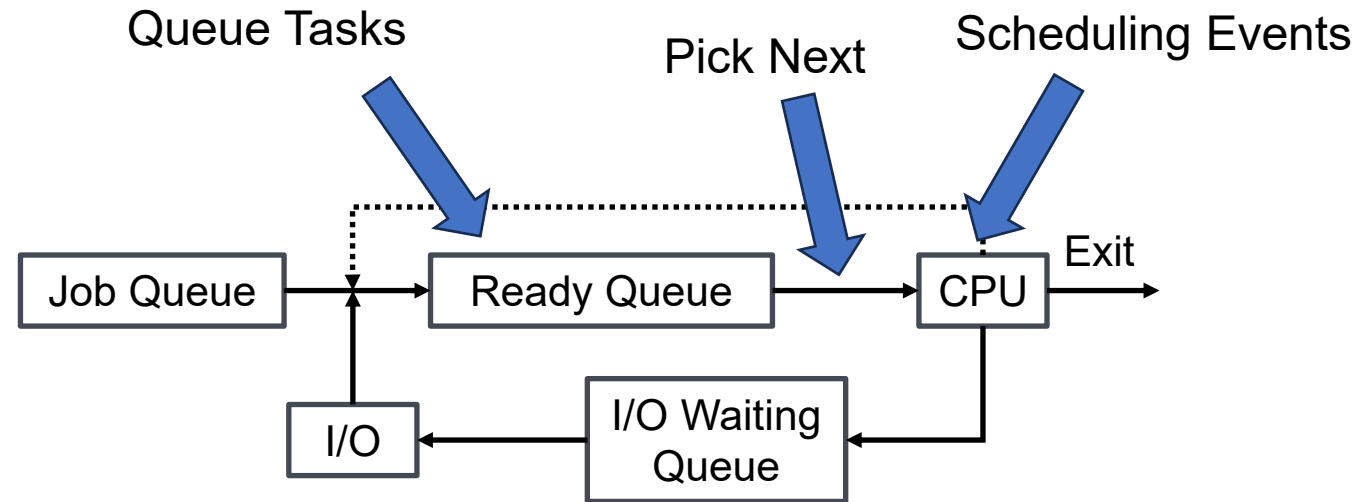 Queue Tasks
Pick Next
Scheduling Events
Job Queue
Ready Queue
CPU
Exit
I/O
I/O Waiting
Queue